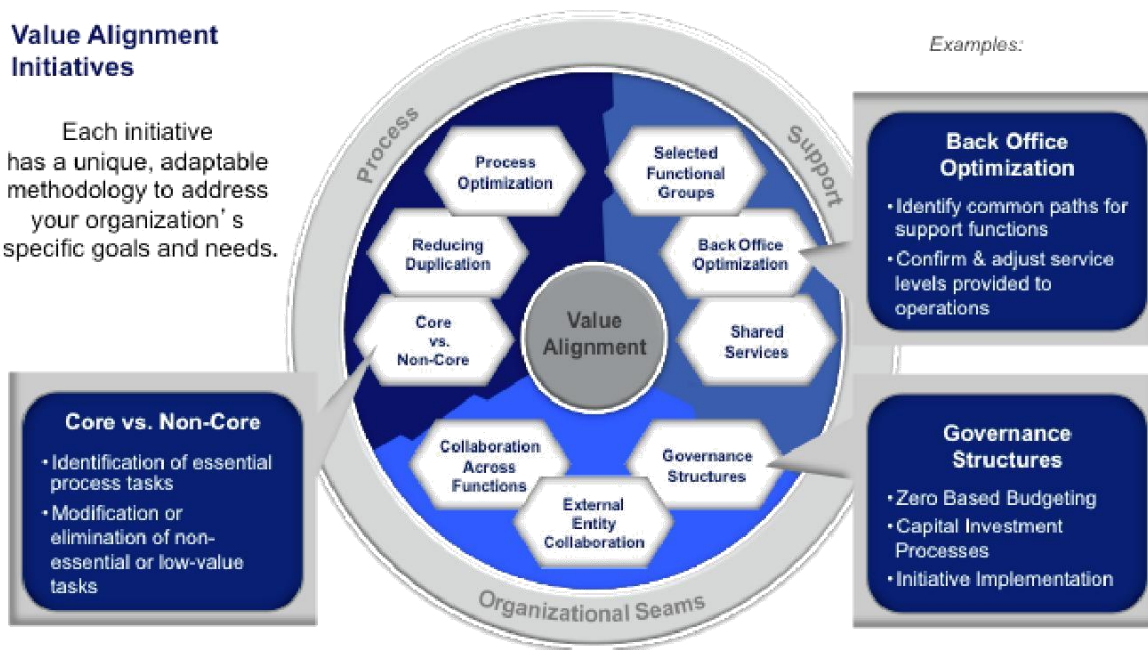 Value Alignment
Initiatives
Each initiative
has a unique, adaptable
methodology to address
your organization's
specific goals and needs.
Examples:
Process
Support
Organizational Seams
Process
Optimization
Selected
Functional
Groups
Reducing
Duplication
Back Office
Optimization
Core
vs.
Non-Core
Value
Alignment
Shared
Services
Collaboration
Across
Functions
Governance
Structures
External
Entity
Collaboration
Back Office
Optimization
• Identify common paths for
support functions
• Confirm & adjust service
levels provided to
operations
Core vs. Non-Core
• Identification of essential
process tasks
• Modification or
elimination of non-
essential or low-value
tasks
Governance
Structures
• Zero Based Budgeting
• Capital Investment
Processes
• Initiative Implementation